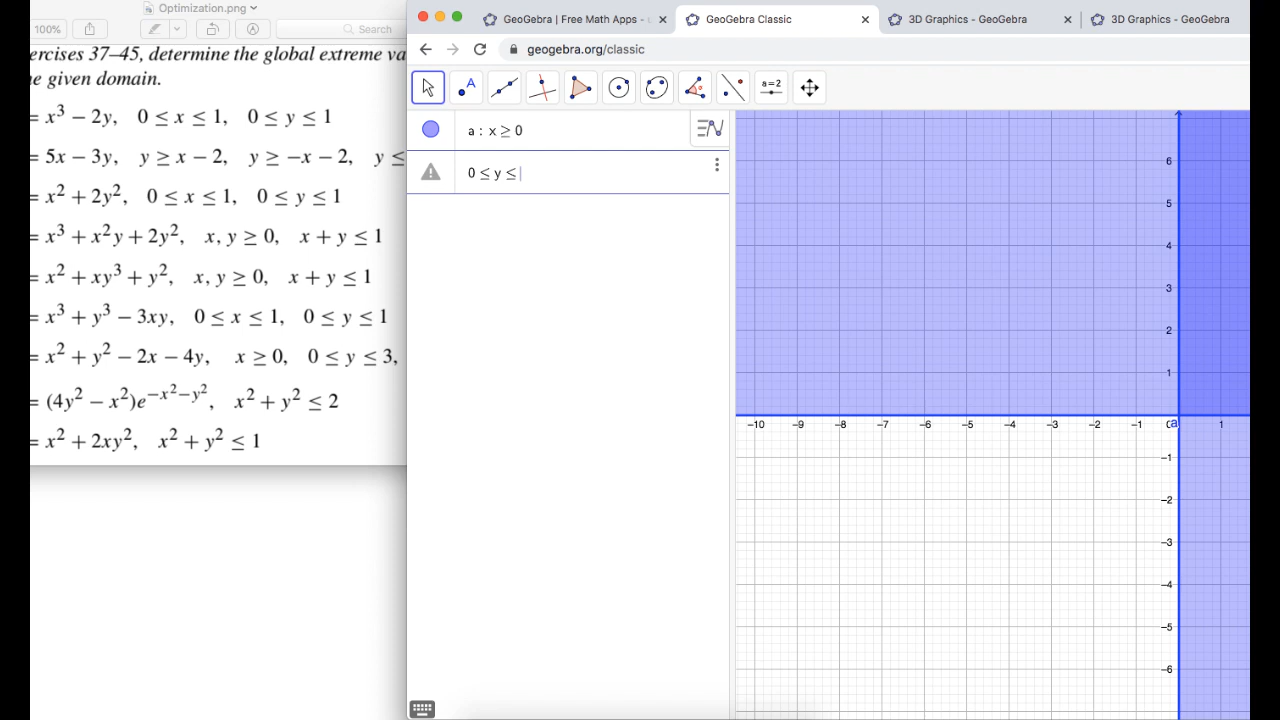 Optimization.png
100%
Search
ercises 37–45, determine the global extreme va
e given domain.
= x³ − 2y, 0 ≤ x ≤ 1, 0 ≤ y ≤ 1
= 5x − 3y, y ≥ x − 2, y ≥ −x − 2, y ≤
= x² + 2y², 0 ≤ x ≤ 1, 0 ≤ y ≤ 1
= x³ + x²y + 2y², x, y ≥ 0, x + y ≤ 1
= x² + xy³ + y², x, y ≥ 0, x + y ≤ 1
= x³ + y³ − 3xy, 0 ≤ x ≤ 1, 0 ≤ y ≤ 1
= x² + y² − 2x − 4y, x ≥ 0, 0 ≤ y ≤ 3,
= (4y² − x²)e^{−x²−y²}, x² + y² ≤ 2
= x² + 2xy², x² + y² ≤ 1
GeoGebra | Free Math Apps -
GeoGebra Classic
3D Graphics - GeoGebra
3D Graphics - GeoGebra
geogebra.org/classic
A
a=2
a : x ≥ 0
0 ≤ y ≤
6
5
4
3
2
1
−10 −9 −8 −7 −6 −5 −4 −3 −2 −1 a 1
−1
−2
−3
−4
−5
−6